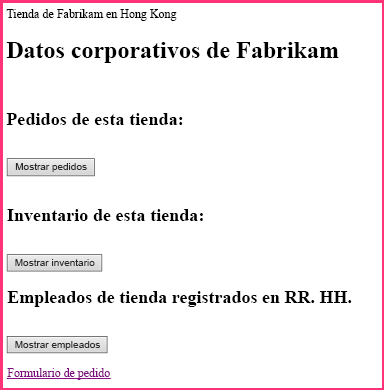 Tienda de Fabrikam en Hong Kong
Datos corporativos de Fabrikam
Pedidos de esta tienda:
Mostrar pedidos
Inventario de esta tienda:
Mostrar inventario
Empleados de tienda registrados en RR. HH.
Mostrar empleados
Formulario de pedido